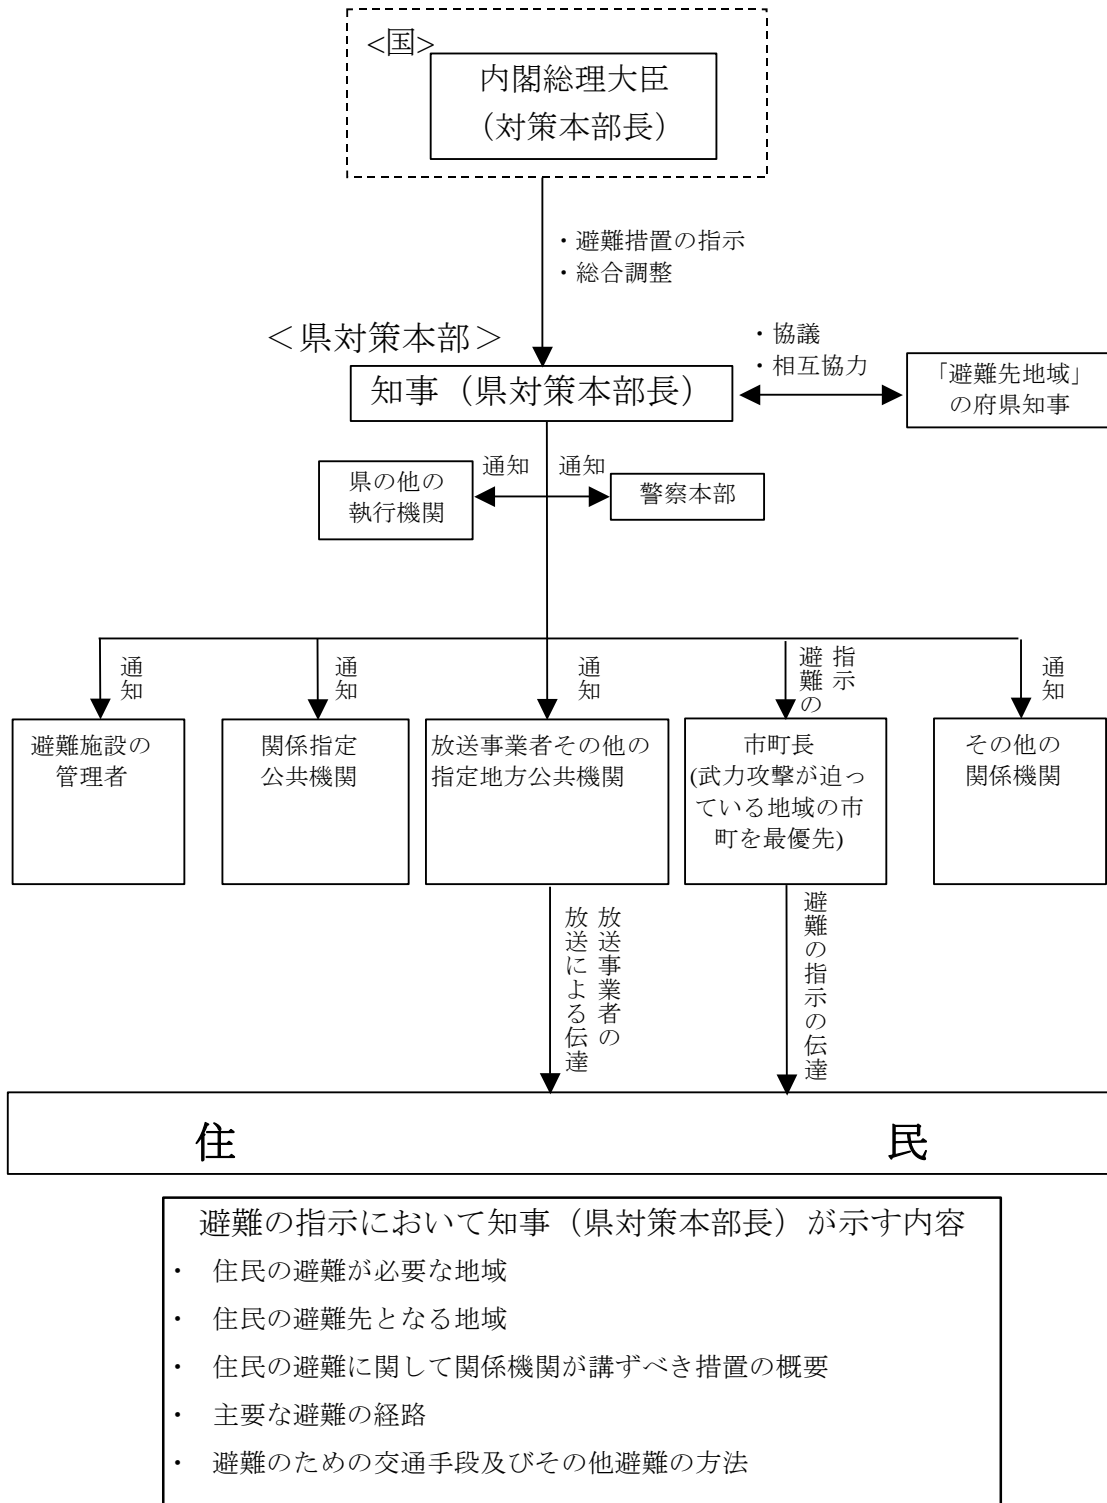 <国>
内閣総理大臣
（対策本部長）
・避難措置の指示
・総合調整
＜県対策本部＞
・協議
・相互協力
知事（県対策本部長）
「避難先地域」
の府県知事
通知
通知
県の他の
執行機関
警察本部
通知
通知
通知
避難の
指示
通知
避難施設の
管理者
関係指定
公共機関
放送事業者その他の
指定地方公共機関
市町長
(武力攻撃が迫っ
ている地域の市
町を最優先)
その他の
関係機関
放送事業者の
放送による伝達
避難の指示の伝達
住　民
避難の指示において知事（県対策本部長）が示す内容
・ 住民の避難が必要な地域
・ 住民の避難先となる地域
・ 住民の避難に関して関係機関が講ずべき措置の概要
・ 主要な避難の経路
・ 避難のための交通手段及びその他避難の方法